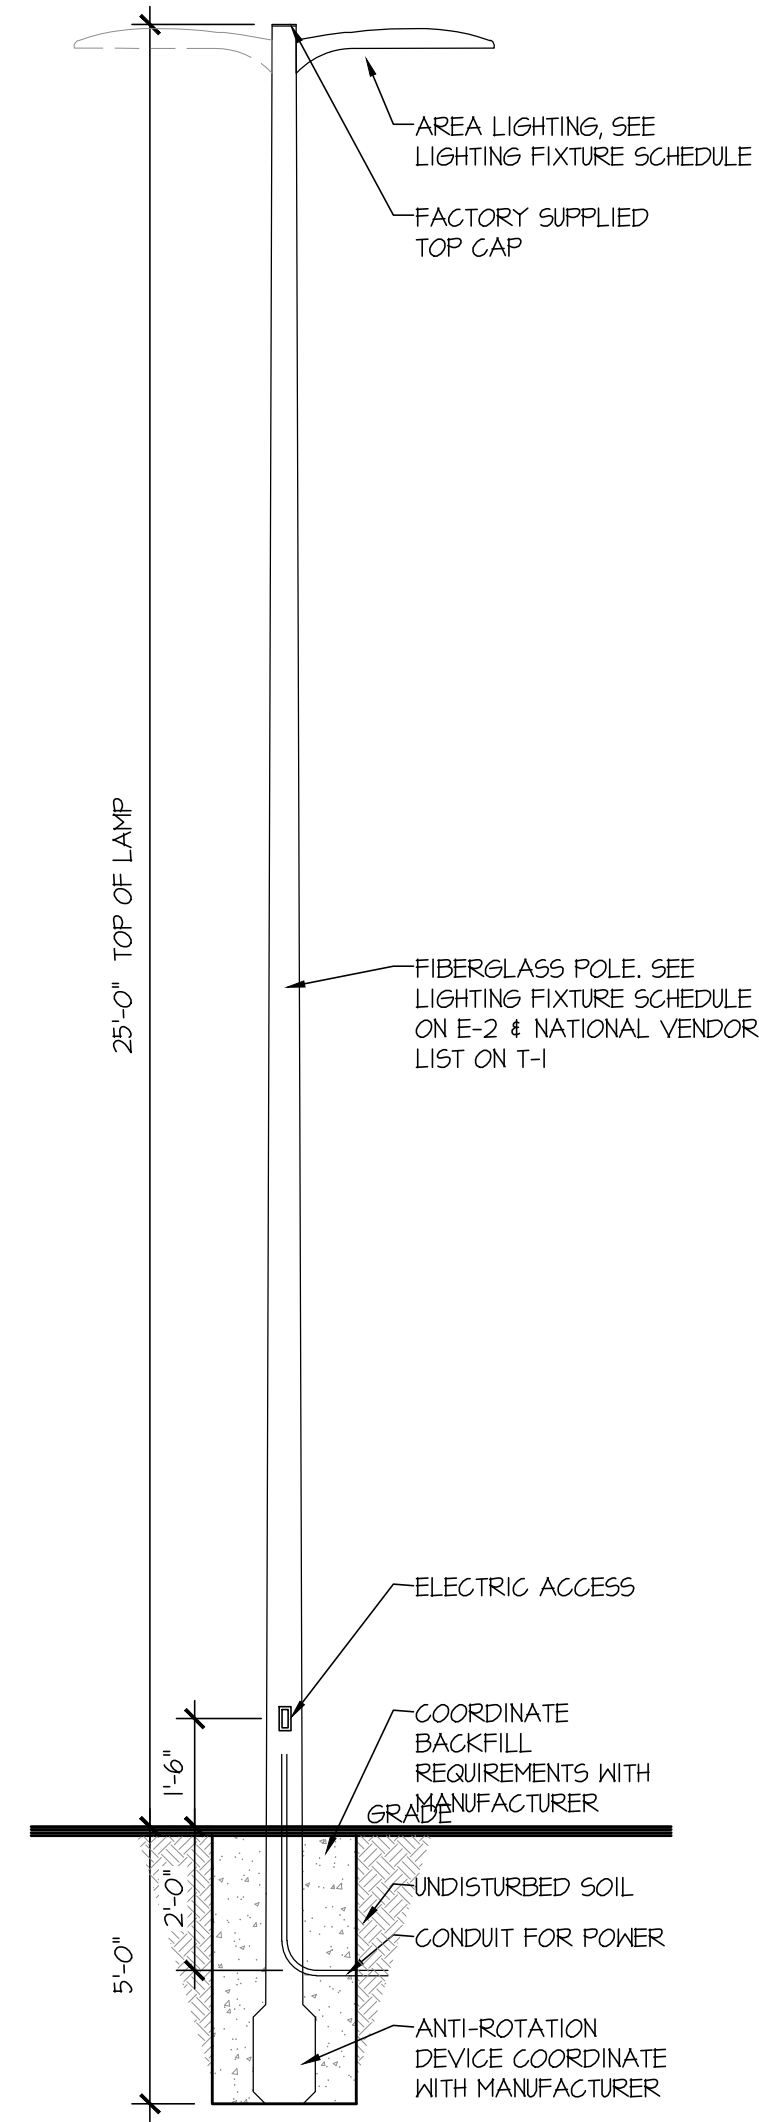 AREA LIGHTING, SEE
LIGHTING FIXTURE SCHEDULE
FACTORY SUPPLIED
TOP CAP
25'-0" TOP OF LAMP
FIBERGLASS POLE. SEE
LIGHTING FIXTURE SCHEDULE
ON E-2 & NATIONAL VENDOR
LIST ON T-1
ELECTRIC ACCESS
COORDINATE
BACKFILL
REQUIREMENTS WITH
MANUFACTURER
1'-6"
GRADE
2'-0"
UNDISTURBED SOIL
CONDUIT FOR POWER
5'-0"
ANTI-ROTATION
DEVICE COORDINATE
WITH MANUFACTURER